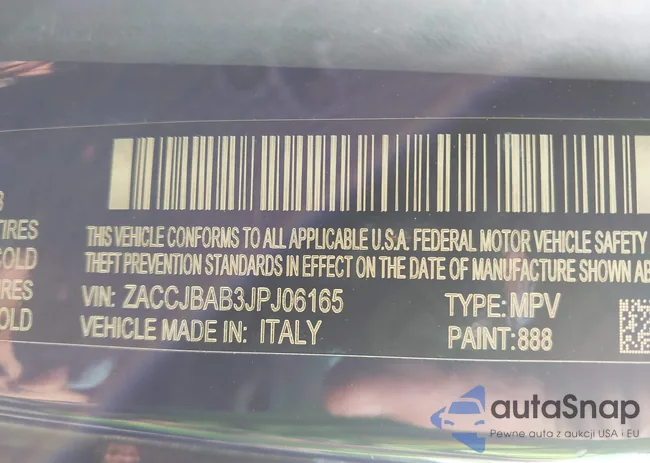 THIS VEHICLE CONFORMS TO ALL APPLICABLE U.S.A. FEDERAL MOTOR VEHICLE SAFETY
THEFT PREVENTION STANDARDS IN EFFECT ON THE DATE OF MANUFACTURE SHOWN AB
VIN: ZACCJBAB3JPJ06165 TYPE: MPV
VEHICLE MADE IN: ITALY PAINT:888
3
TIRES
COLD
OLD
autaSnap
Pewne auta z aukcji USA i EU